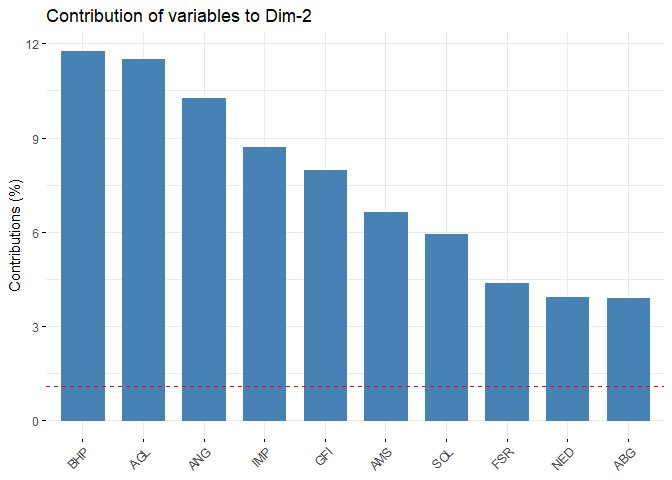 Contribution of variables to Dim-2
Contributions (%)
12
9
6
3
0
BHP
AGL
ANG
IMP
GFI
AMS
SOL
FSR
NED
ABG